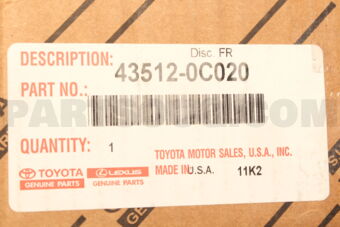 Disc. FR
DESCRIPTION:
43512-0C020
PART NO.:
QUANTITY: 1
TOYOTA MOTOR SALES, U.S.A., INC.
TOYOTA
GENUINE PARTS
LEXUS
GENUINE PARTS
MADE IN U.S.A. 11K2